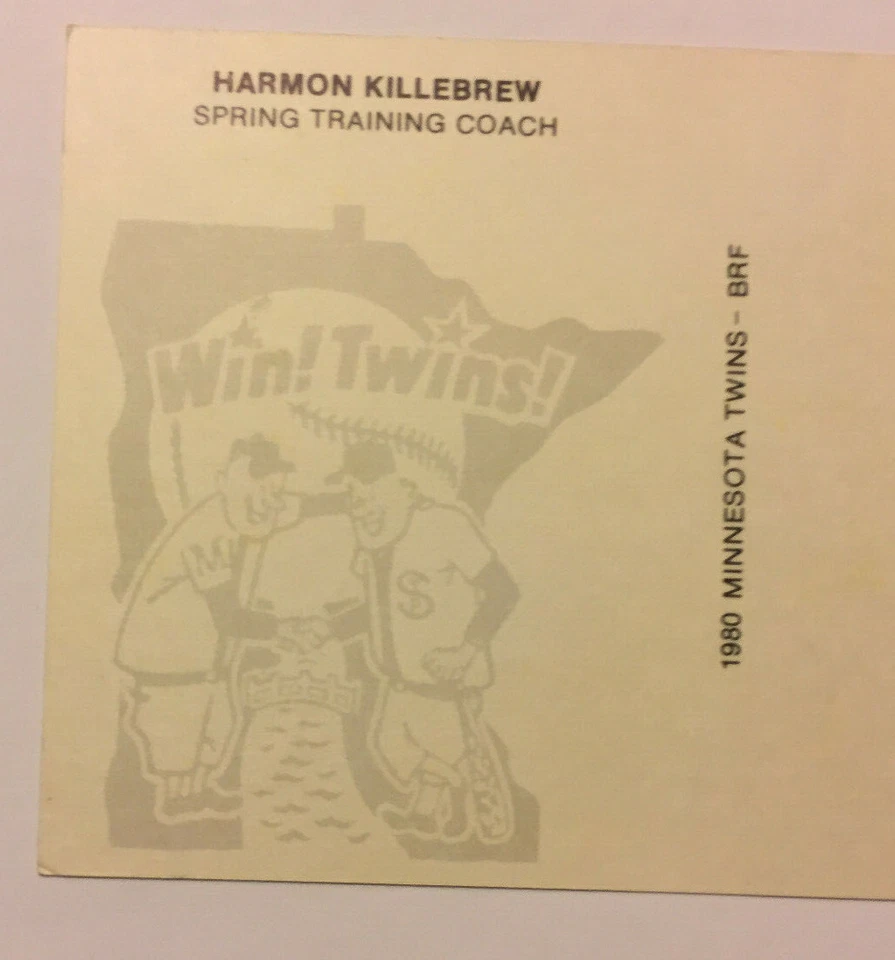 HARMON KILLEBREW
SPRING TRAINING COACH
Win! Twins!
M
S
1980 MINNESOTA TWINS - BRF